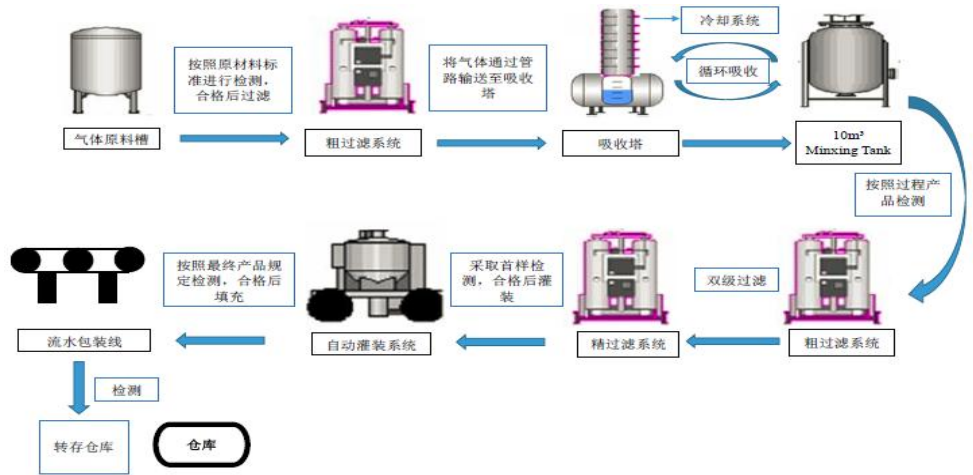 冷却系统
按照原材料标
准进行检测，
合格后过滤
将气体通过管
路输送至吸收
塔
循环吸收
气体原料槽
粗过滤系统
吸收塔
10m³
Minxing Tank
按照过程产
品检测
按照最终产品规
定检测，合格后
填充
采取首样检
测，合格后灌
装
双级过滤
流水包装线
自动灌装系统
精过滤系统
粗过滤系统
检测
转存仓库
仓库